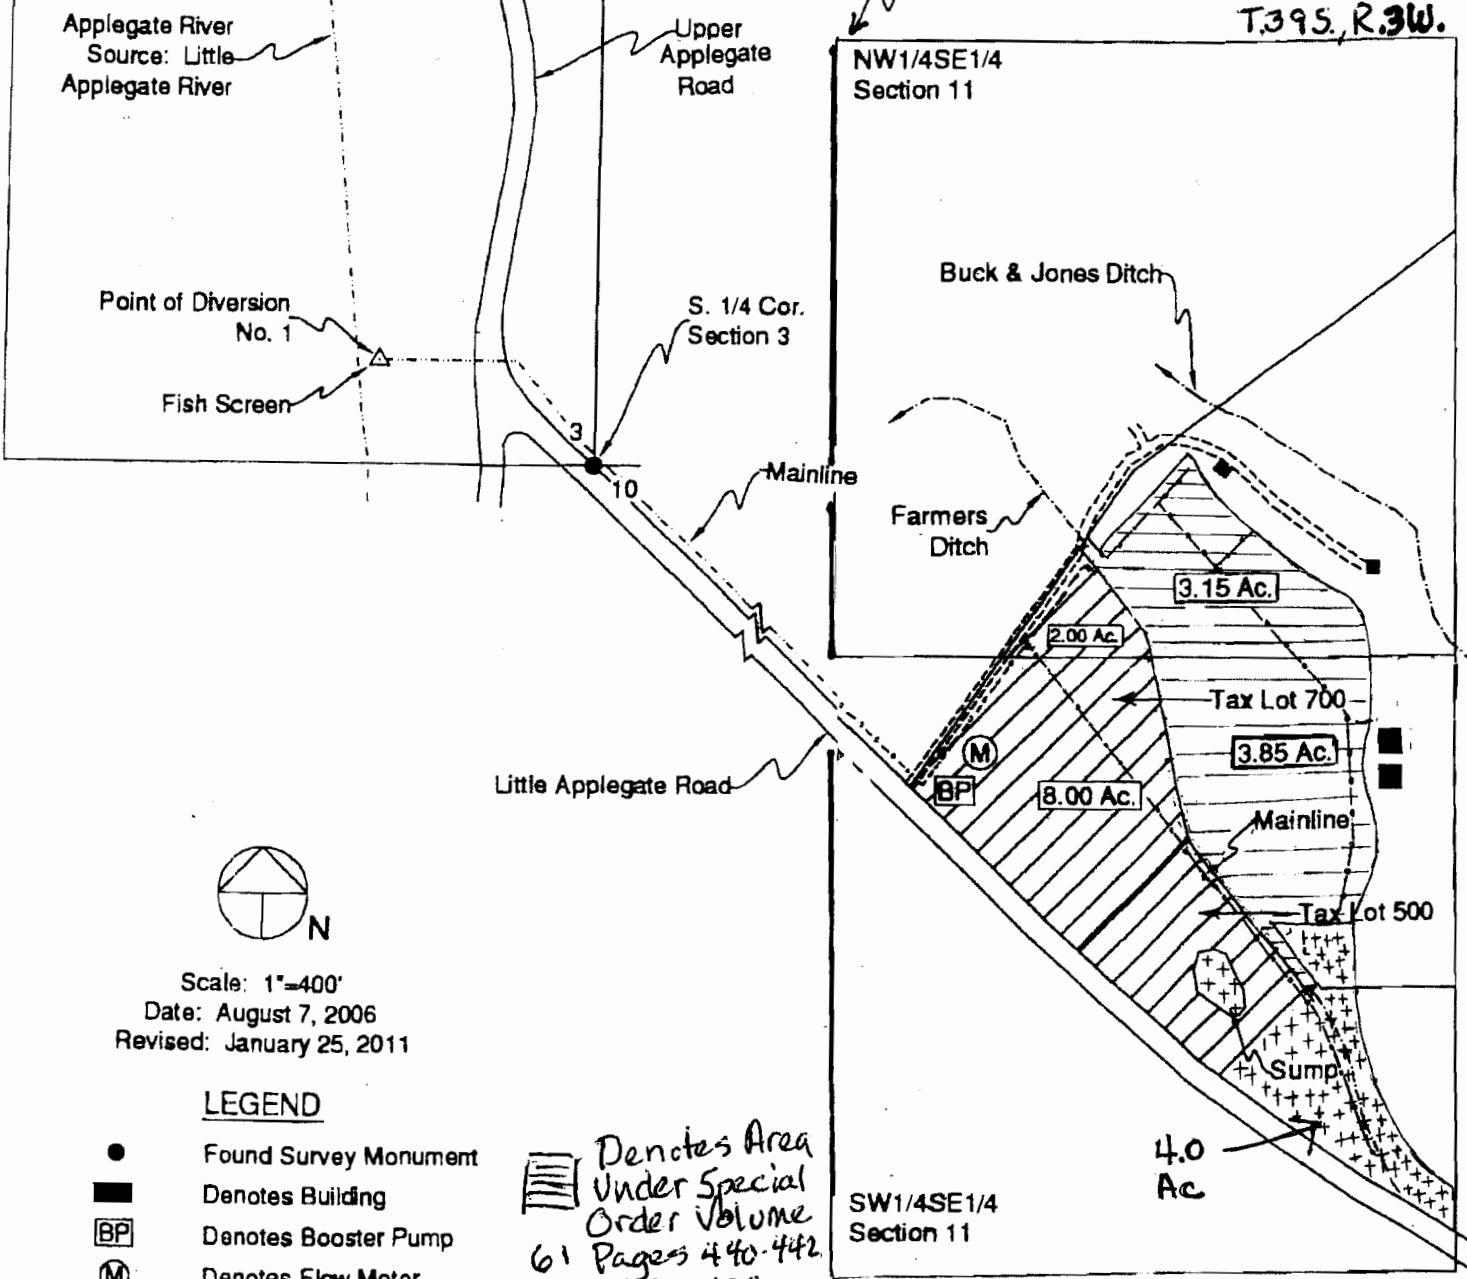 T.39S., R.3W.
Applegate River
Source: Little
Applegate River
Upper
Applegate
Road
NW1/4SE1/4
Section 11
Buck & Jones Ditch
Point of Diversion
No. 1
S. 1/4 Cor.
Section 3
Fish Screen
3
10
Mainline
Farmers
Ditch
3.15 Ac.
2.00 Ac.
Tax Lot 700
3.85 Ac.
M
BP
8.00 Ac.
Little Applegate Road
Mainline
Tax Lot 500
N
Scale: 1"=400'
Date: August 7, 2006
Revised: January 25, 2011
Sump
4.0
Ac
LEGEND
Found Survey Monument
Denotes Building
BP Denotes Booster Pump
M Denotes Flow Meter
Denotes Area
Under Special
Order Volume
61 Pages 440-442
SW1/4SE1/4
Section 11